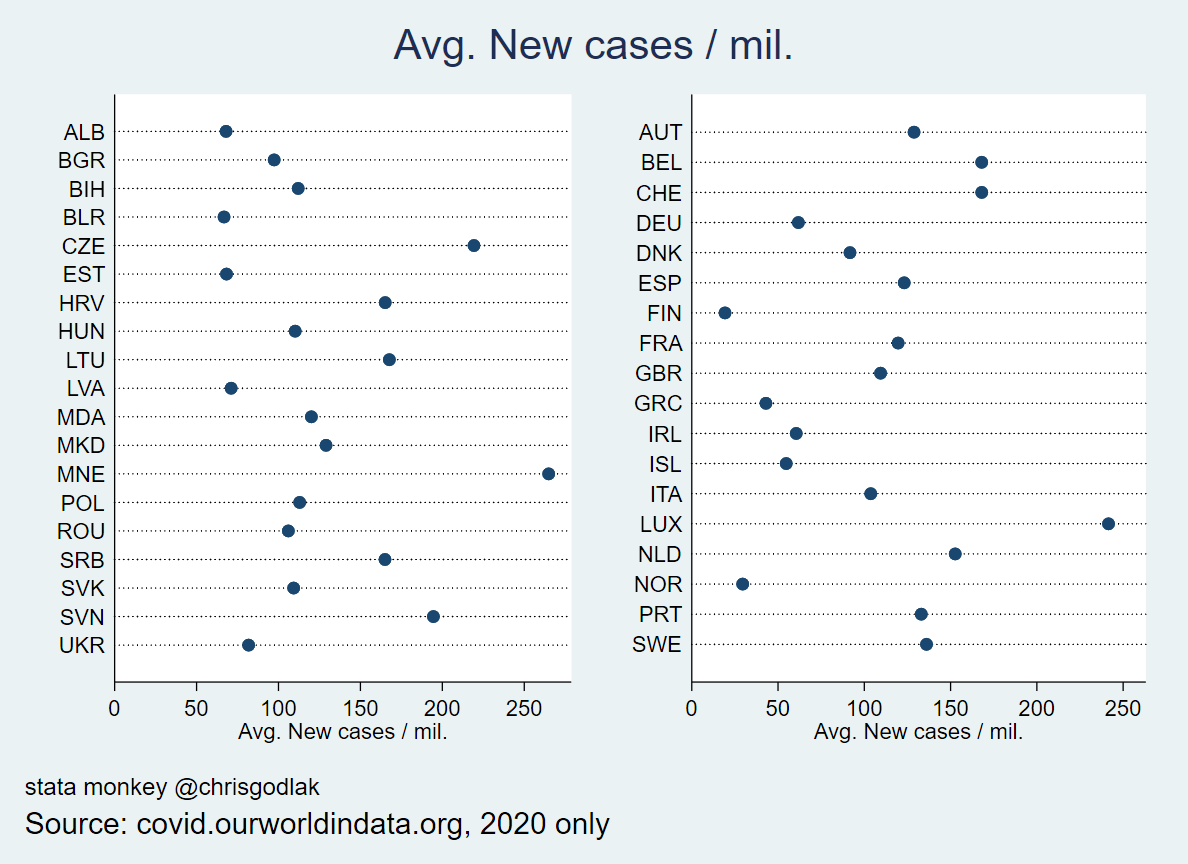 Avg. New cases / mil.
ALB
BGR
BIH
BLR
CZE
EST
HRV
HUN
LTU
LVA
MDA
MKD
MNE
POL
ROU
SRB
SVK
SVN
UKR
0 50 100 150 200 250
Avg. New cases / mil.
AUT
BEL
CHE
DEU
DNK
ESP
FIN
FRA
GBR
GRC
IRL
ISL
ITA
LUX
NLD
NOR
PRT
SWE
0 50 100 150 200 250
Avg. New cases / mil.
stata monkey @chrisgodlak
Source: covid.ourworldindata.org, 2020 only